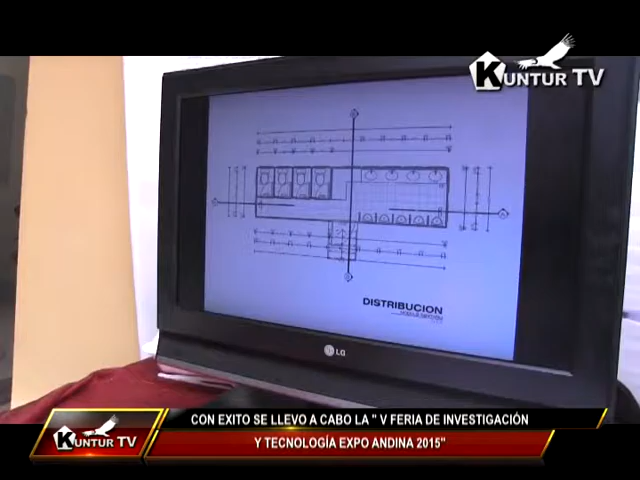 KUNTUR TV
DISTRIBUCION
LG
CON EXITO SE LLEVO A CABO LA " V FERIA DE INVESTIGACIÓN
Y TECNOLOGÍA EXPO ANDINA 2015"
KUNTUR TV